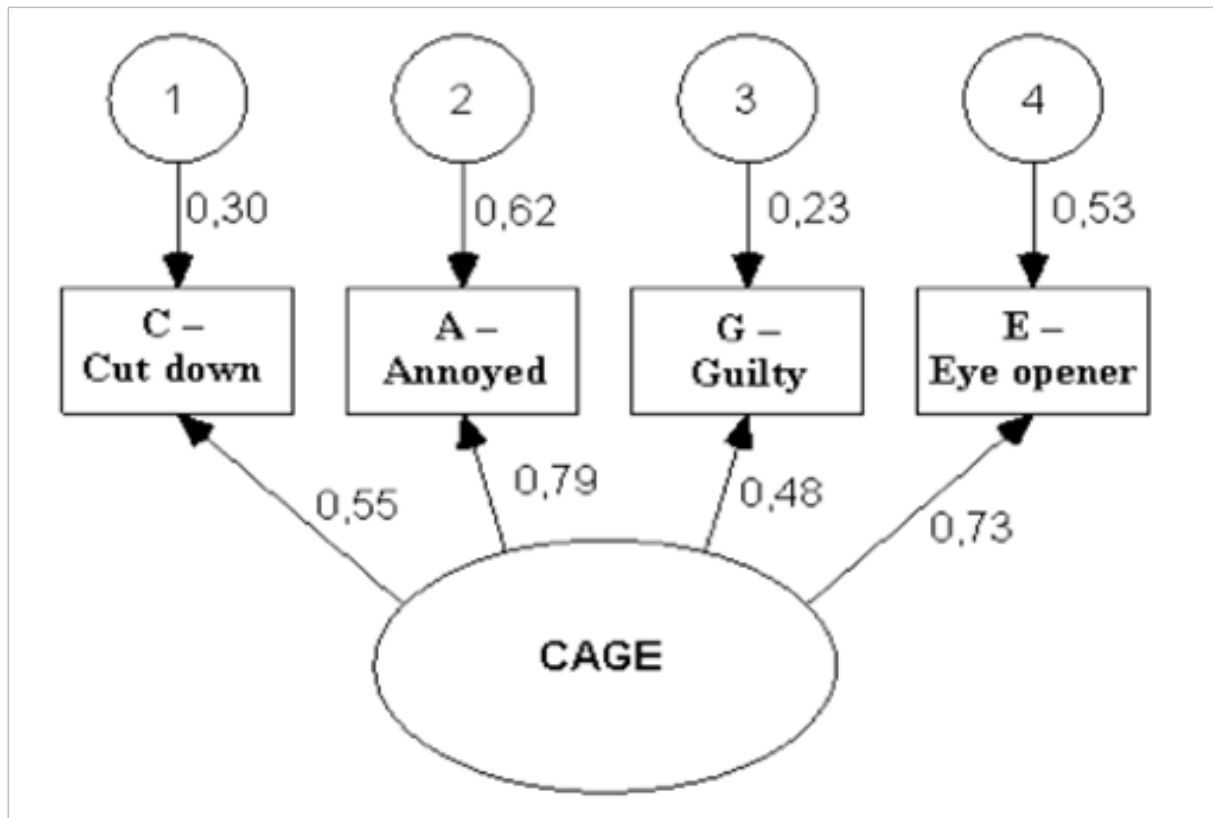 1 2 3 4
0,30 0,62 0,23 0,53
C – A – G – E –
Cut down Annoyed Guilty Eye opener
0,55 0,79 0,48 0,73
CAGE